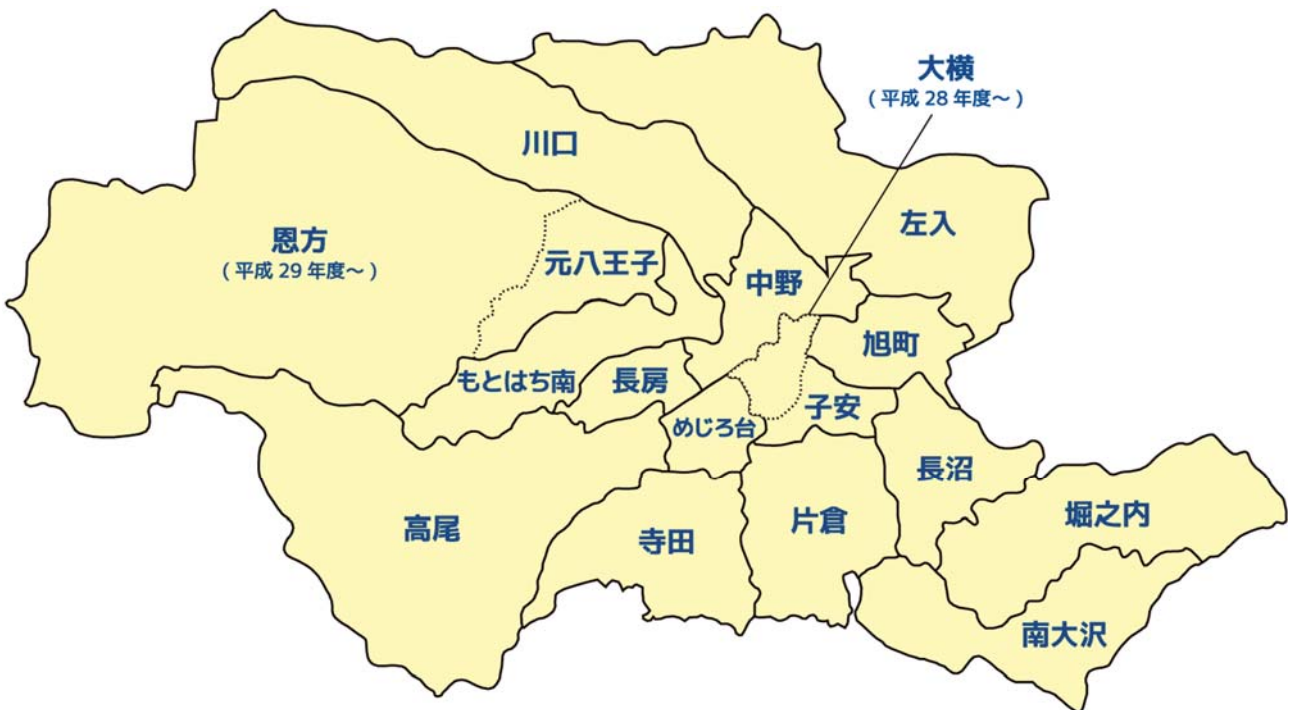 大横
（平成 28 年度～）
川口
左入
恩方
（平成 29 年度～）
元八王子
中野
旭町
もとはち南
長房
子安
めじろ台
長沼
高尾
寺田
片倉
堀之内
南大沢